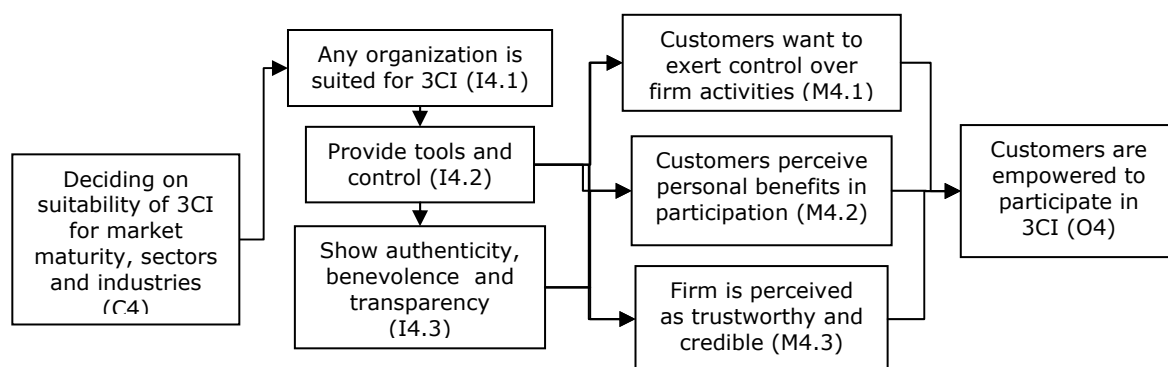 Deciding on
suitability of 3CI
for market
maturity, sectors
and industries
(C4)
Any organization is
suited for 3CI (I4.1)
Provide tools and
control (I4.2)
Show authenticity,
benevolence and
transparency
(I4.3)
Customers want to
exert control over
firm activities (M4.1)
Customers perceive
personal benefits in
participation (M4.2)
Firm is perceived
as trustworthy and
credible (M4.3)
Customers are
empowered to
participate in
3CI (O4)